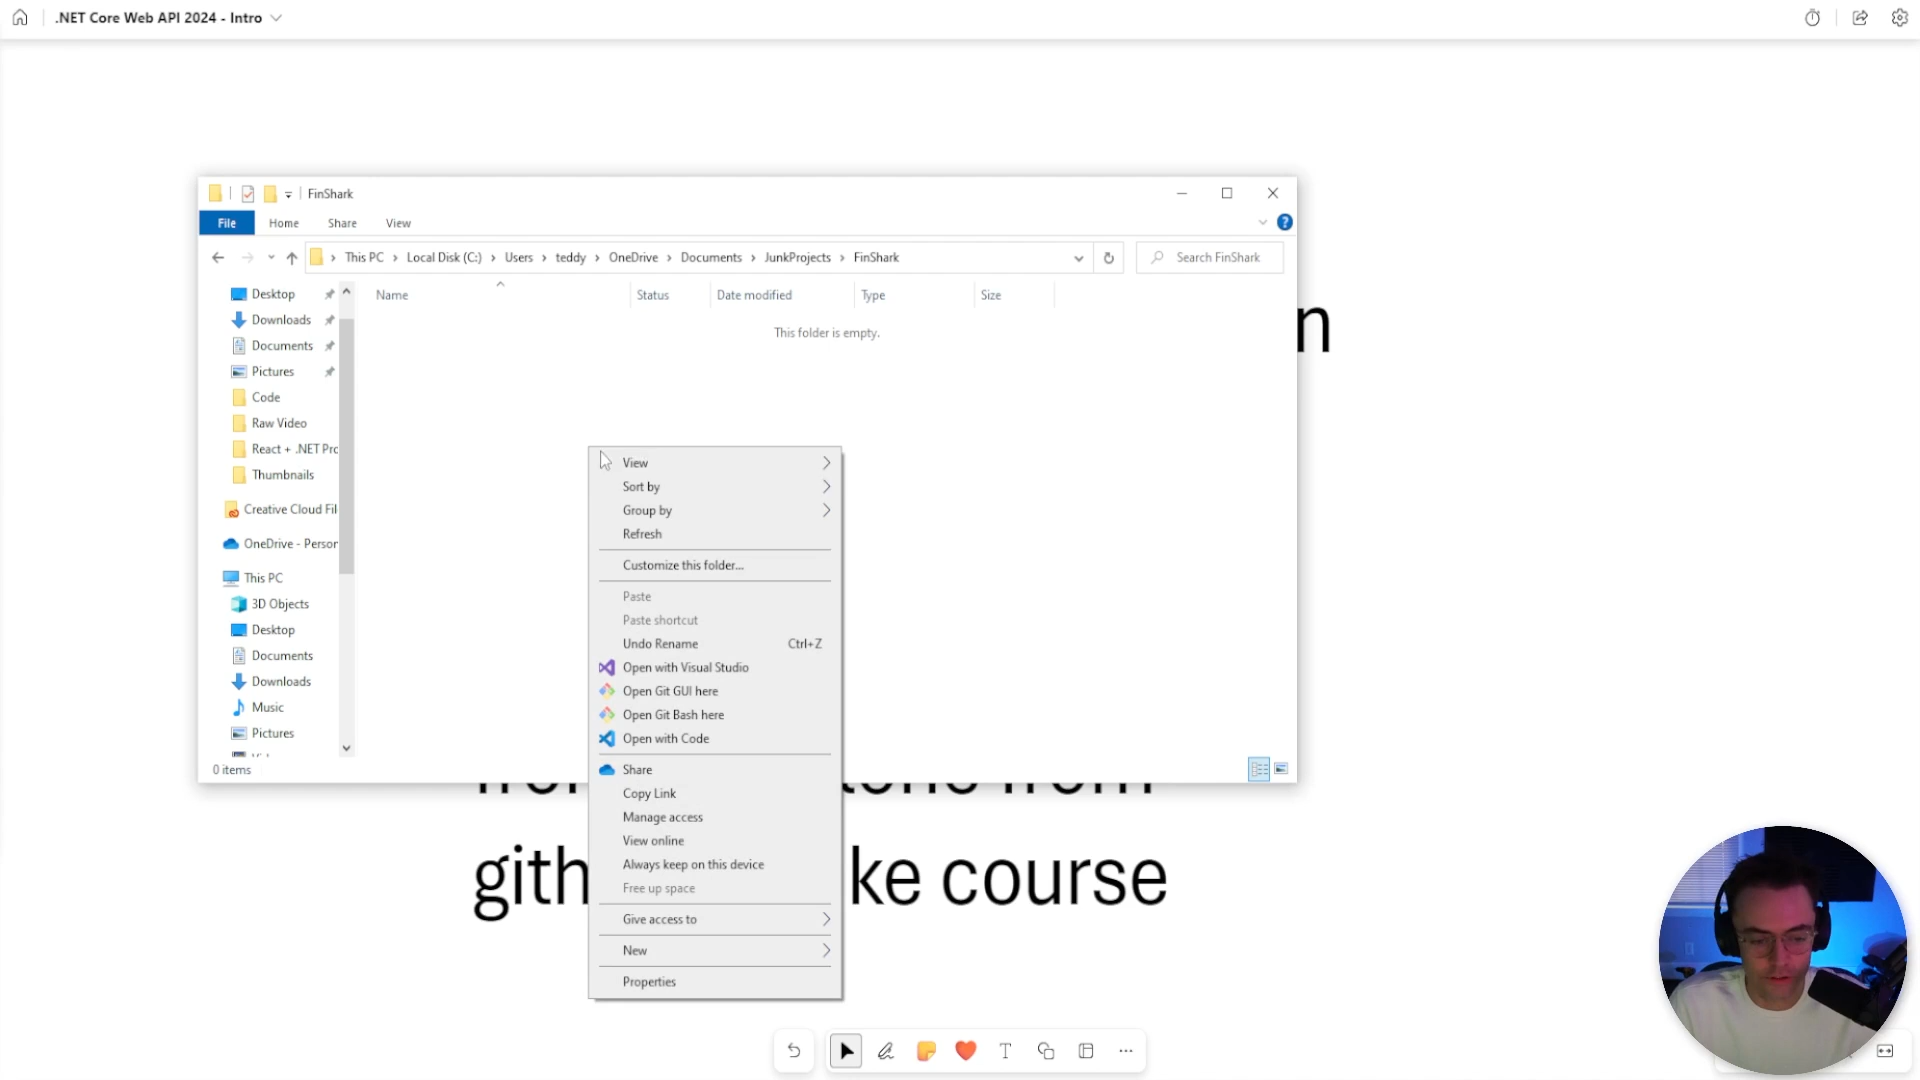 .NET Core Web API 2024 - Intro
FinShark
File Home Share View
This PC Local Disk (C:) Users teddy OneDrive Documents JunkProjects FinShark
Search FinShark
Name Status Date modified Type Size
This folder is empty.
Desktop
Downloads
Documents
Pictures
Code
Raw Video
React + .NET Prc
Thumbnails
Creative Cloud Fil
OneDrive - Person
This PC
3D Objects
Desktop
Documents
Downloads
Music
Pictures
0 items
View
Sort by
Group by
Refresh
Customize this folder...
Paste
Paste shortcut
Undo Rename Ctrl+Z
Open with Visual Studio
Open Git GUI here
Open Git Bash here
Open with Code
Share
Copy Link
Manage access
View online
Always keep on this device
Free up space
Give access to
New
Properties
n
from
gith ke course